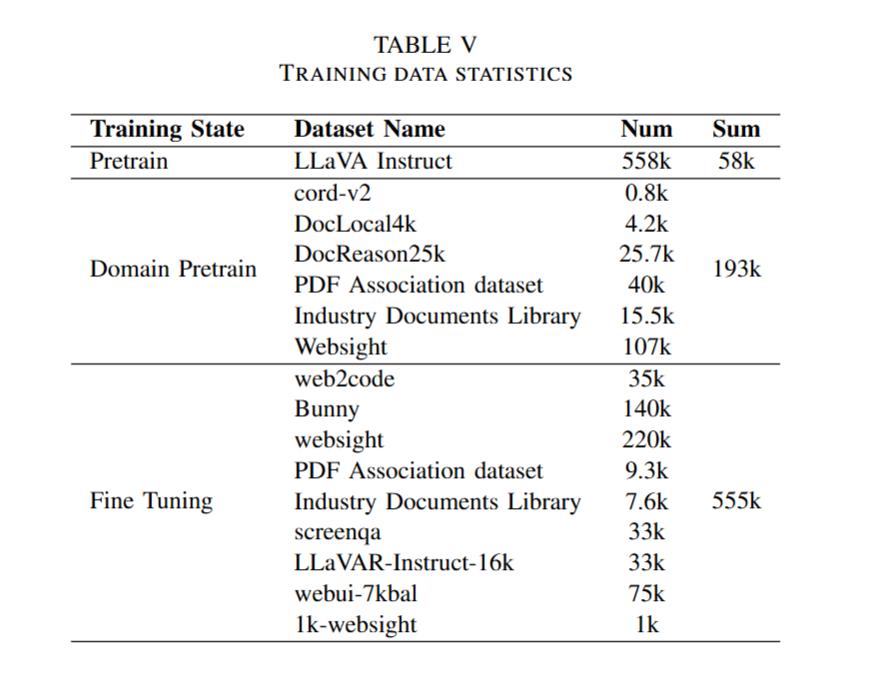 TABLE V
TRAINING DATA STATISTICS
Training State Dataset Name Num Sum
Pretrain LLaVA Instruct 558k 58k
cord-v2 0.8k
DocLocal4k 4.2k
DocReason25k 25.7k
Domain Pretrain 193k
PDF Association dataset 40k
Industry Documents Library 15.5k
Websight 107k
web2code 35k
Bunny 140k
websight 220k
PDF Association dataset 9.3k
Fine Tuning Industry Documents Library 7.6k 555k
screenqa 33k
LLaVAR-Instruct-16k 33k
webui-7kbal 75k
1k-websight 1k